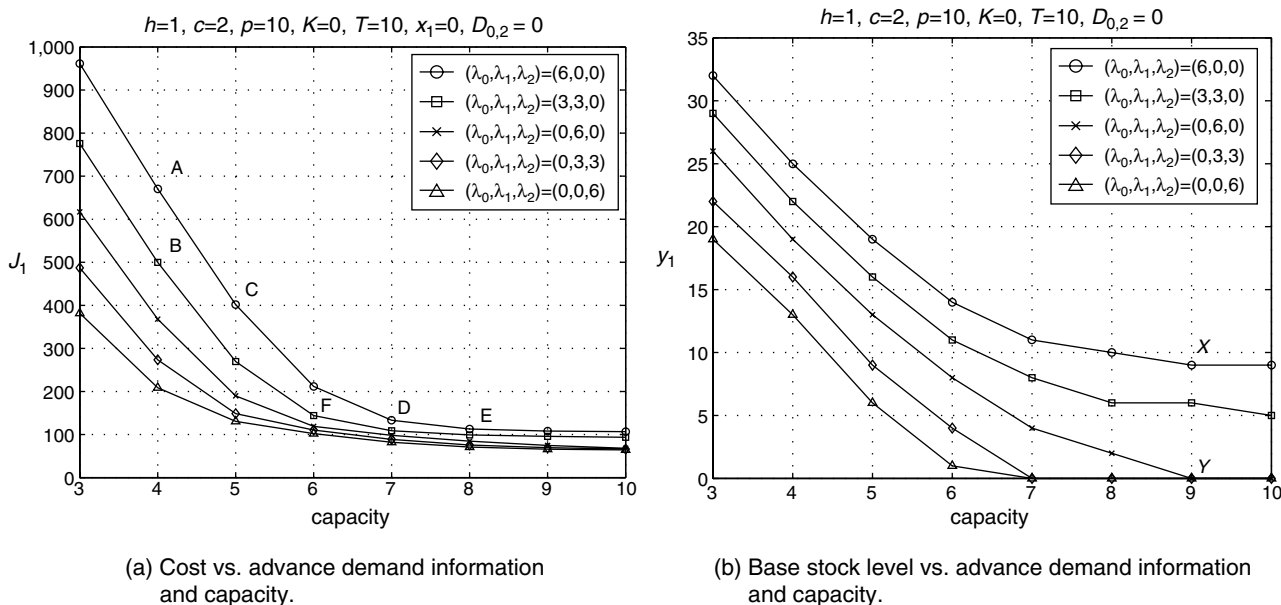 h=1, c=2, p=10, K=0, T=10, x₁=0, D₀,₂ = 0
1,000
900
800
700
600
500
400
300
200
100
0
J₁
(λ₀,λ₁,λ₂)=(6,0,0)
(λ₀,λ₁,λ₂)=(3,3,0)
(λ₀,λ₁,λ₂)=(0,6,0)
(λ₀,λ₁,λ₂)=(0,3,3)
(λ₀,λ₁,λ₂)=(0,0,6)
A
B
C
F
D
E
3 4 5 6 7 8 9 10
capacity
(a) Cost vs. advance demand information
and capacity.
h=1, c=2, p=10, K=0, T=10, x₁=0, D₀,₂ = 0
35
30
25
20
15
10
5
0
y₁
(λ₀,λ₁,λ₂)=(6,0,0)
(λ₀,λ₁,λ₂)=(3,3,0)
(λ₀,λ₁,λ₂)=(0,6,0)
(λ₀,λ₁,λ₂)=(0,3,3)
(λ₀,λ₁,λ₂)=(0,0,6)
X
Y
3 4 5 6 7 8 9 10
capacity
(b) Base stock level vs. advance demand information
and capacity.